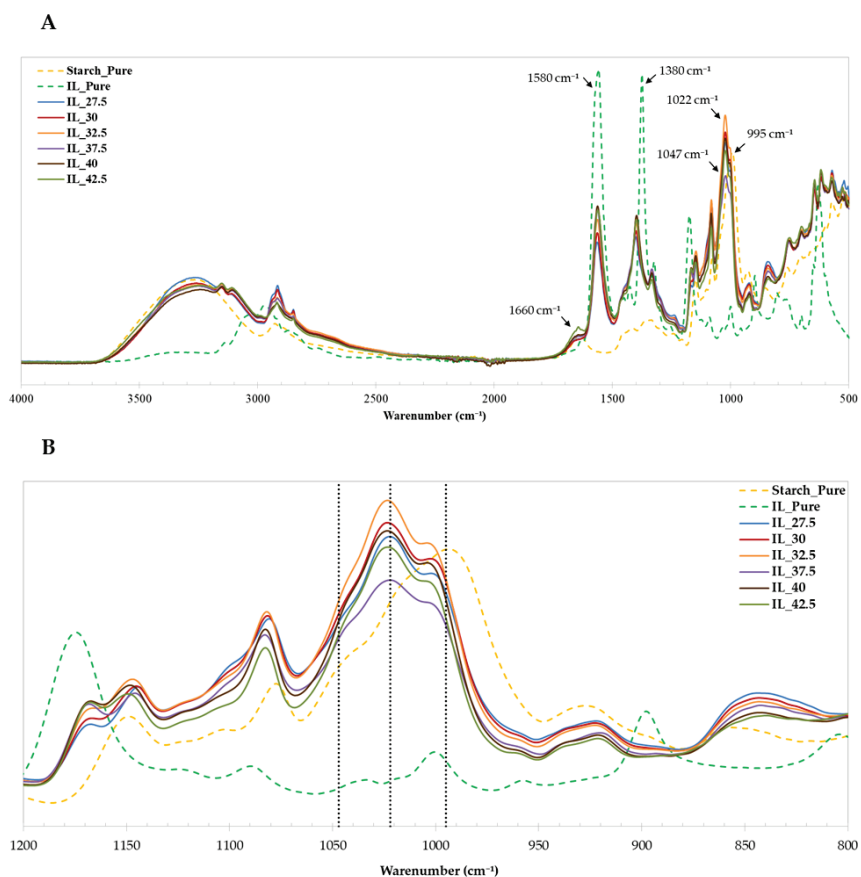 A
Starch_Pure
IL_Pure
IL_27.5
IL_30
IL_32.5
IL_37.5
IL_40
IL_42.5
1580 cm⁻¹
1380 cm⁻¹
1022 cm⁻¹
995 cm⁻¹
1047 cm⁻¹
1660 cm⁻¹
4000 3500 3000 2500 2000 1500 1000 500
Warenumber (cm⁻¹)
B
Starch_Pure
IL_Pure
IL_27.5
IL_30
IL_32.5
IL_37.5
IL_40
IL_42.5
1200 1150 1100 1050 1000 950 900 850 800
Warenumber (cm⁻¹)